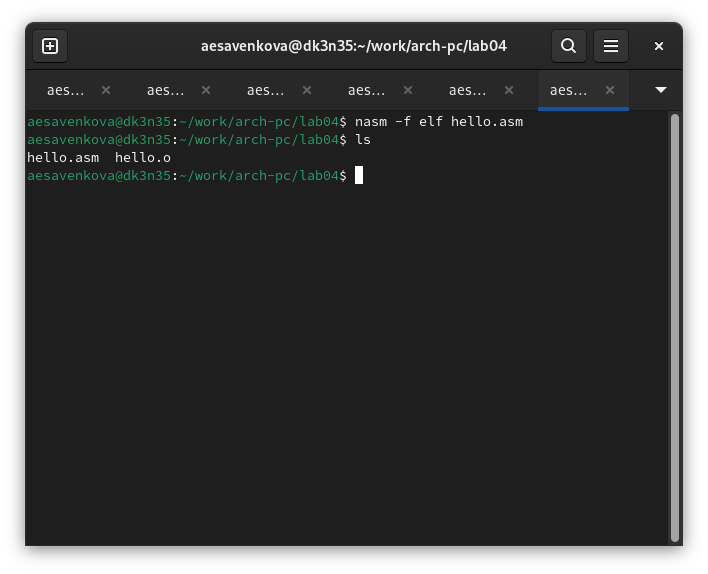 aesavenkova@dk3n35:~/work/arch-pc/lab04
aes... aes... aes... aes... aes... aes...
aesavenkova@dk3n35:~/work/arch-pc/lab04$ nasm -f elf hello.asm
aesavenkova@dk3n35:~/work/arch-pc/lab04$ ls
hello.asm  hello.o
aesavenkova@dk3n35:~/work/arch-pc/lab04$